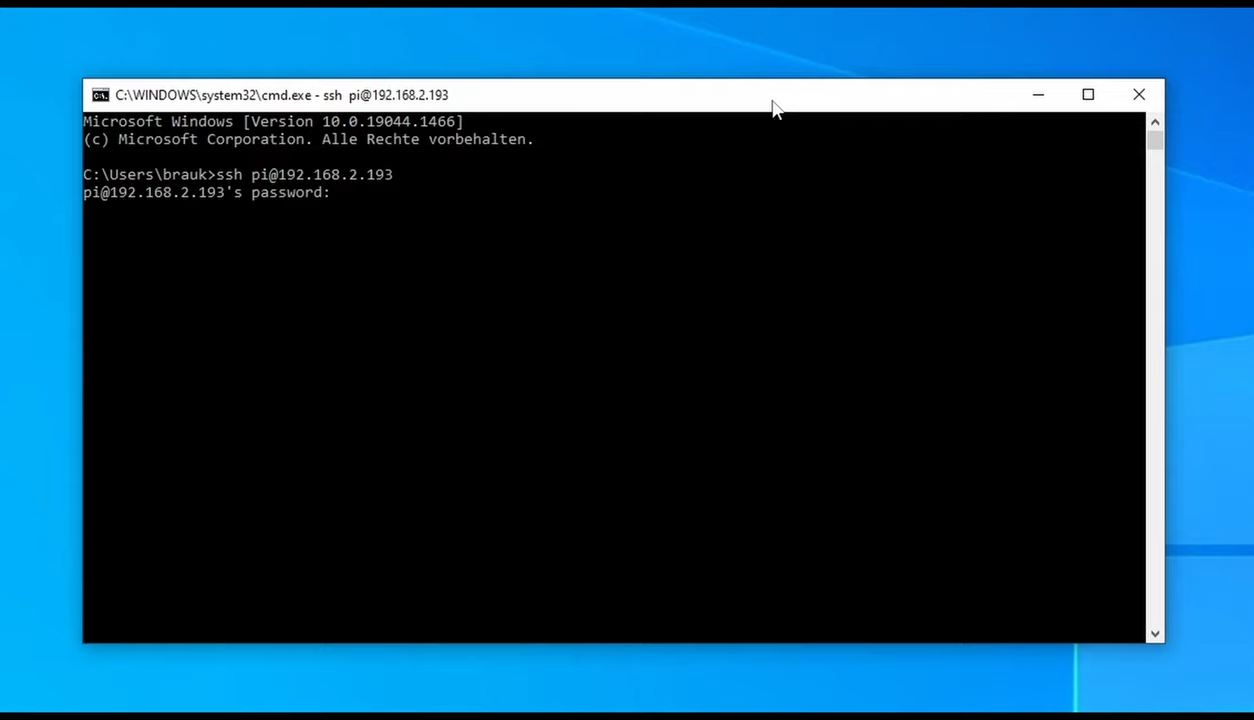 C:\WINDOWS\system32\cmd.exe - ssh  pi@192.168.2.193
Microsoft Windows [Version 10.0.19044.1466]
(c) Microsoft Corporation. Alle Rechte vorbehalten.
C:\Users\brauk>ssh pi@192.168.2.193
pi@192.168.2.193's password: